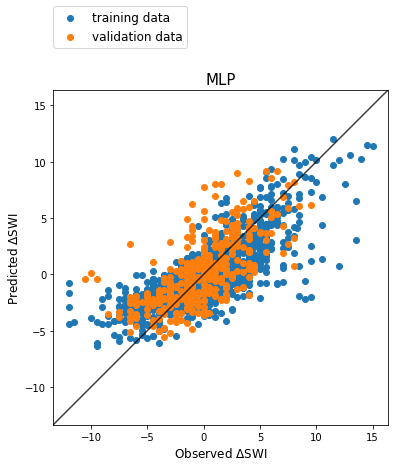 training data
validation data
MLP
15
10
5
0
−5
−10
Predicted ΔSWI
−10 −5 0 5 10 15
Observed ΔSWI